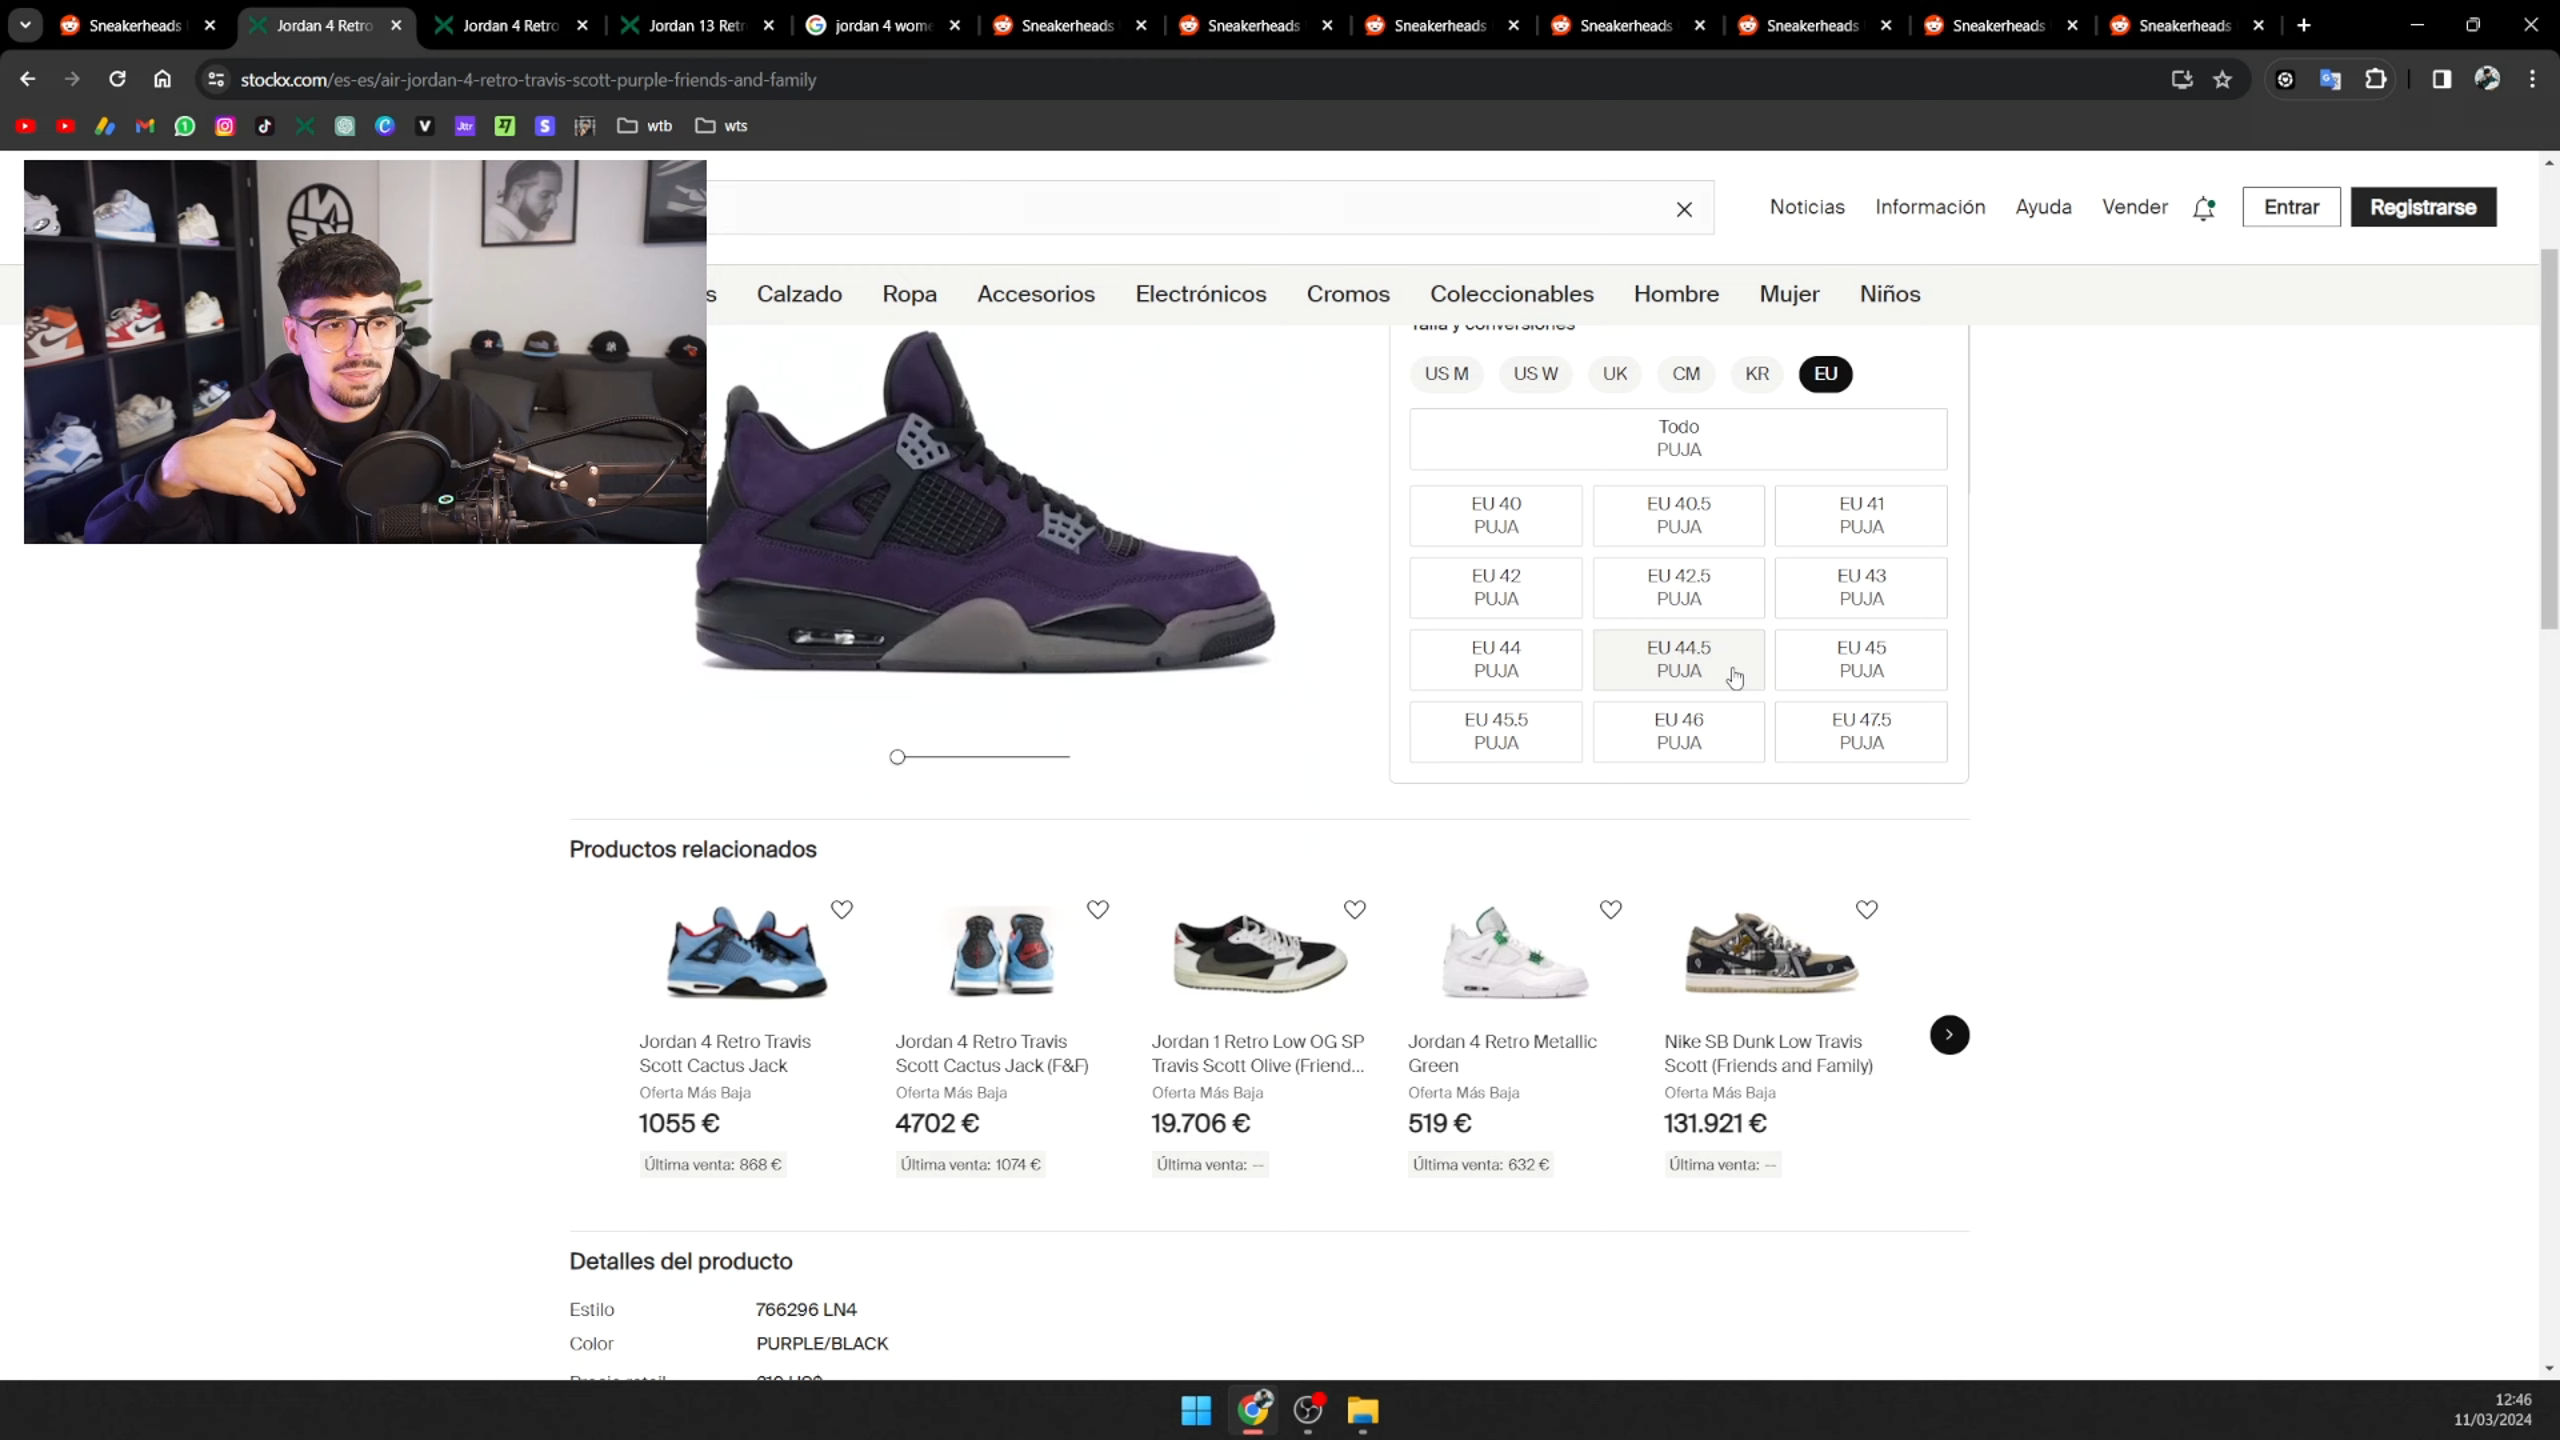 Sneakerheads
Jordan 4 Retro
Jordan 4 Retro
Jordan 13 Retr
jordan 4 wome
Sneakerheads
Sneakerheads
Sneakerheads
Sneakerheads
Sneakerheads
Sneakerheads
Sneakerheads
stockx.com/es-es/air-jordan-4-retro-travis-scott-purple-friends-and-family
wtb
wts
Noticias
Información
Ayuda
Vender
Entrar
Registrarse
s
Calzado
Ropa
Accesorios
Electrónicos
Cromos
Coleccionables
Hombre
Mujer
Niños
Talla y conversiones
US M
US W
UK
CM
KR
EU
Todo
PUJA
EU 40
PUJA
EU 40.5
PUJA
EU 41
PUJA
EU 42
PUJA
EU 42.5
PUJA
EU 43
PUJA
EU 44
PUJA
EU 44.5
PUJA
EU 45
PUJA
EU 45.5
PUJA
EU 46
PUJA
EU 47.5
PUJA
Productos relacionados
Jordan 4 Retro Travis
Scott Cactus Jack
Oferta Más Baja
1055 €
Última venta: 868 €
Jordan 4 Retro Travis
Scott Cactus Jack (F&F)
Oferta Más Baja
4702 €
Última venta: 1074 €
Jordan 1 Retro Low OG SP
Travis Scott Olive (Friend...
Oferta Más Baja
19.706 €
Última venta: --
Jordan 4 Retro Metallic
Green
Oferta Más Baja
519 €
Última venta: 632 €
Nike SB Dunk Low Travis
Scott (Friends and Family)
Oferta Más Baja
131.921 €
Última venta: --
Detalles del producto
Estilo 766296 LN4
Color PURPLE/BLACK
12:46
11/03/2024